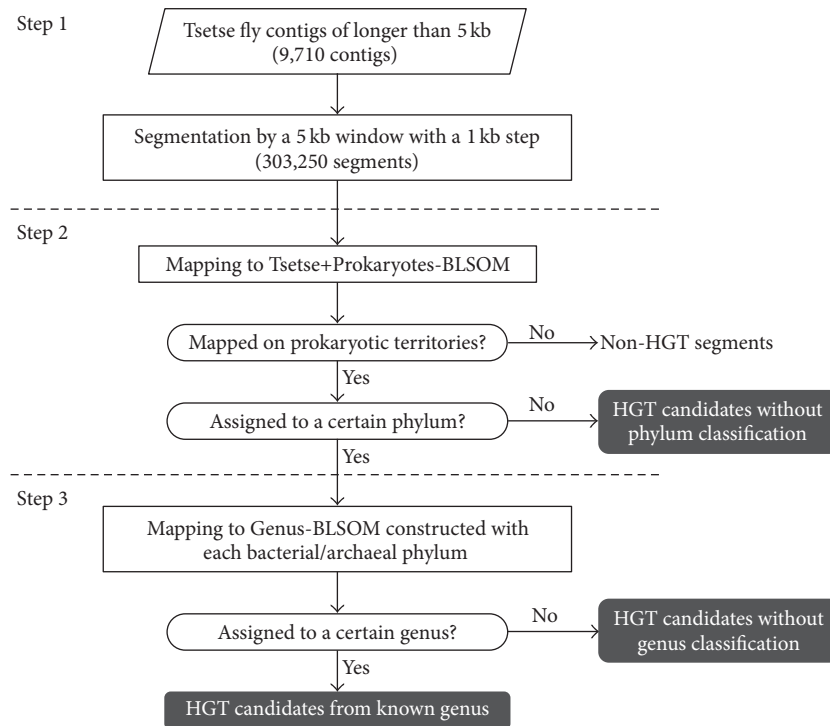 Step 1
Tsetse fly contigs of longer than 5 kb
(9,710 contigs)
Segmentation by a 5 kb window with a 1 kb step
(303,250 segments)
Step 2
Mapping to Tsetse+Prokaryotes-BLSOM
Mapped on prokaryotic territories?
No
Non-HGT segments
Yes
Assigned to a certain phylum?
No
HGT candidates without
phylum classification
Yes
Step 3
Mapping to Genus-BLSOM constructed with
each bacterial/archaeal phylum
Assigned to a certain genus?
No
HGT candidates without
genus classification
Yes
HGT candidates from known genus